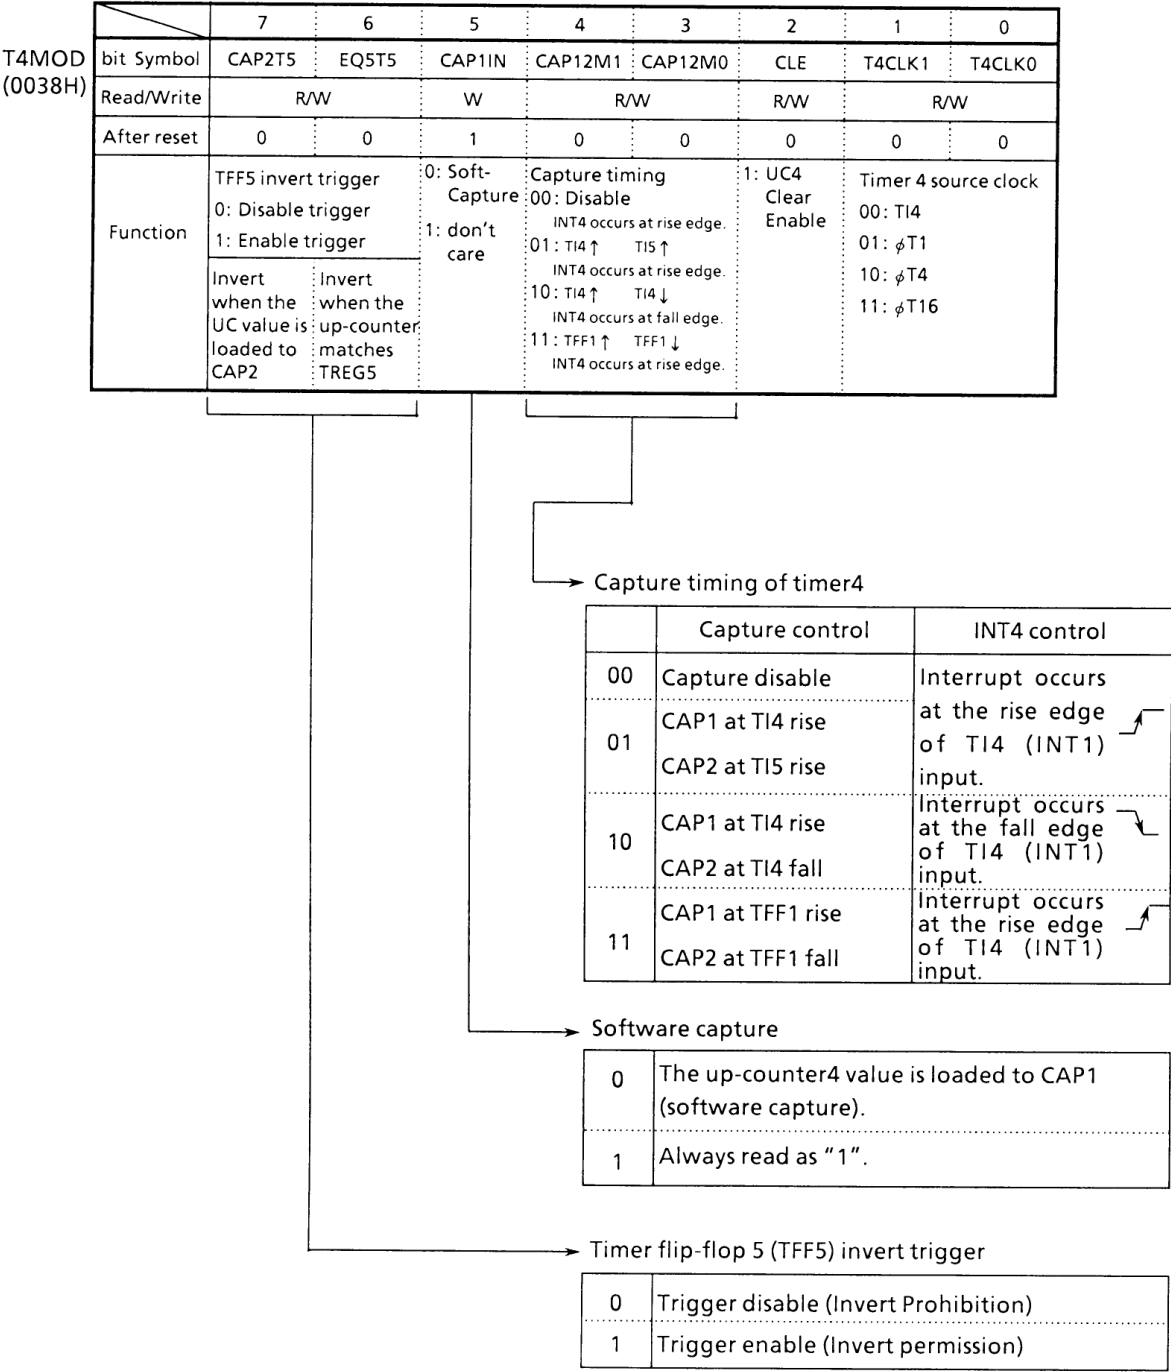 7 6 5 4 3 2 1 0
T4MOD
(0038H)
bit Symbol CAP2T5 EQ5T5 CAP1IN CAP12M1 CAP12M0 CLE T4CLK1 T4CLK0
Read/Write R/W W R/W R/W R/W
After reset 0 0 1 0 0 0 0 0
Function
TFF5 invert trigger
0: Disable trigger
1: Enable trigger
Invert
when the
UC value is
loaded to
CAP2
Invert
when the
up-counter
matches
TREG5
0: Soft-
Capture
1: don't
care
Capture timing
00: Disable
INT4 occurs at rise edge.
01: TI4↑ TI5↑
INT4 occurs at rise edge.
10: TI4↑ TI4↓
INT4 occurs at fall edge.
11: TFF1↑ TFF1↓
INT4 occurs at rise edge.
1: UC4
Clear
Enable
Timer 4 source clock
00: TI4
01: ϕT1
10: ϕT4
11: ϕT16
Capture timing of timer4
Capture control INT4 control
00 Capture disable
01
CAP1 at TI4 rise
CAP2 at TI5 rise
Interrupt occurs
at the rise edge
of TI4 (INT1)
input.
10
CAP1 at TI4 rise
CAP2 at TI4 fall
Interrupt occurs
at the fall edge
of TI4 (INT1)
input.
11
CAP1 at TFF1 rise
CAP2 at TFF1 fall
Interrupt occurs
at the rise edge
of TI4 (INT1)
input.
Software capture
0 The up-counter4 value is loaded to CAP1
(software capture).
1 Always read as "1".
Timer flip-flop 5 (TFF5) invert trigger
0 Trigger disable (Invert Prohibition)
1 Trigger enable (Invert permission)